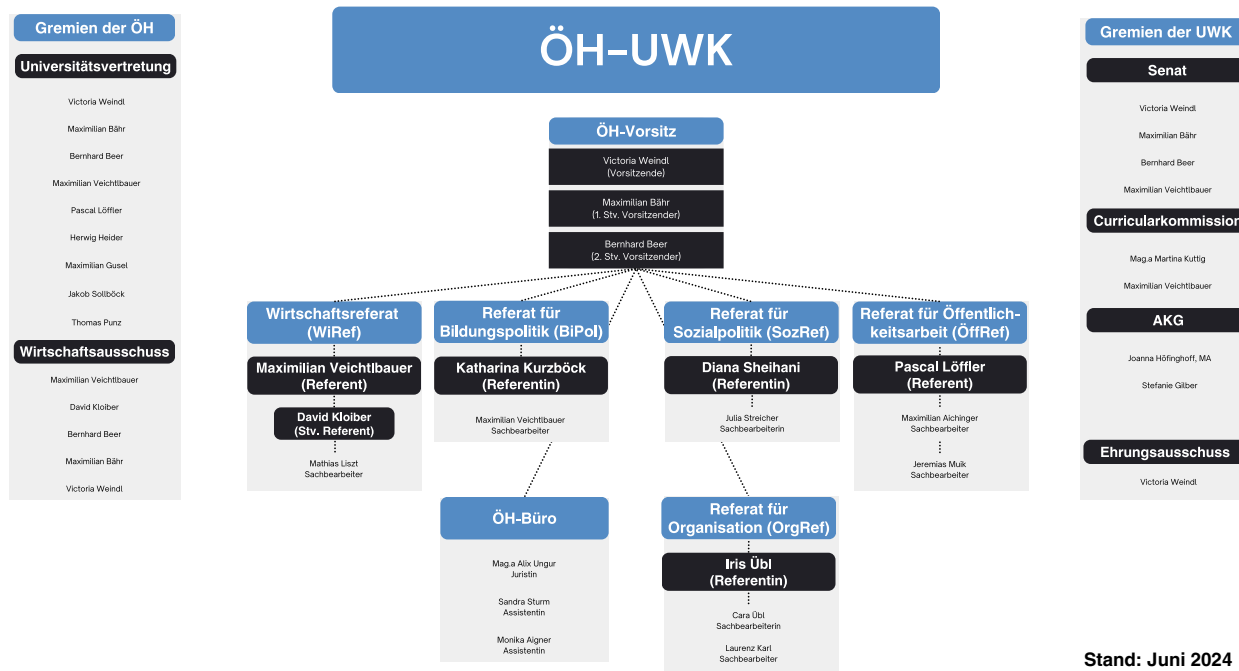 Gremien der ÖH
Universitätsvertretung
Victoria Weindl
Maximilian Bähr
Bernhard Beer
Maximilian Veichtlbauer
Pascal Löffler
Herwig Heider
Maximilian Gusel
Jakob Sollböck
Thomas Punz
Wirtschaftsausschuss
Maximilian Veichtlbauer
David Kloiber
Bernhard Beer
Maximilian Bähr
Victoria Weindl
ÖH-UWK
ÖH-Vorsitz
Victoria Weindl
(Vorsitzende)
Maximilian Bähr
(1. Stv. Vorsitzender)
Bernhard Beer
(2. Stv. Vorsitzender)
Wirtschaftsreferat
(WiRef)
Maximilian Veichtlbauer
(Referent)
David Kloiber
(Stv. Referent)
Mathias Liszt
Sachbearbeiter
Referat für
Bildungspolitik (BiPol)
Katharina Kurzböck
(Referentin)
Maximilian Veichtlbauer
Sachbearbeiter
Referat für
Sozialpolitik (SozRef)
Diana Sheihani
(Referentin)
Julia Streicher
Sachbearbeiterin
Referat für Öffentlich-
keitsarbeit (ÖffRef)
Pascal Löffler
(Referent)
Maximilian Aichinger
Sachbearbeiter
Jeremias Muik
Sachbearbeiter
ÖH-Büro
Mag.a Alix Ungur
Juristin
Sandra Sturm
Assistentin
Monika Aigner
Assistentin
Referat für
Organisation (OrgRef)
Iris Übl
(Referentin)
Cara Übl
Sachbearbeiterin
Laurenz Karl
Sachbearbeiter
Gremien der UWK
Senat
Victoria Weindl
Maximilian Bähr
Bernhard Beer
Maximilian Veichtlbauer
Curricularkommission
Mag.a Martina Kuttig
Maximilian Veichtlbauer
AKG
Joanna Höfinghoff, MA
Stefanie Gilber
Ehrungsausschuss
Victoria Weindl
Stand: Juni 2024